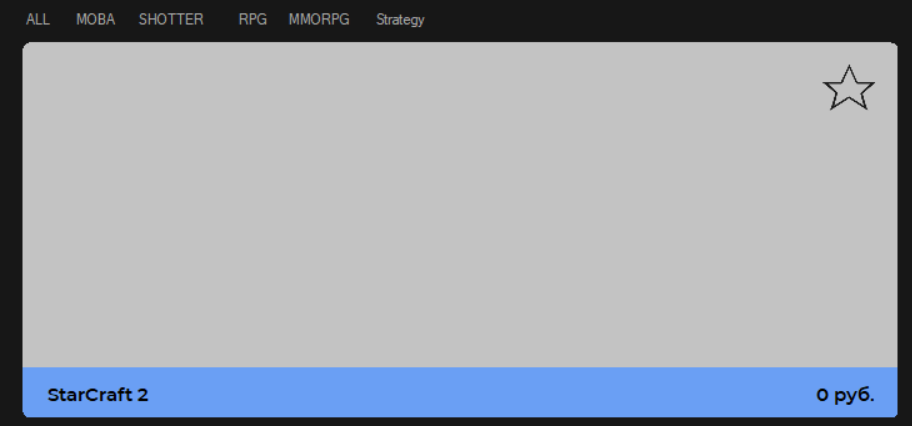 ALL MOBA SHOTTER RPG MMORPG Strategy
StarCraft 2 0 руб.